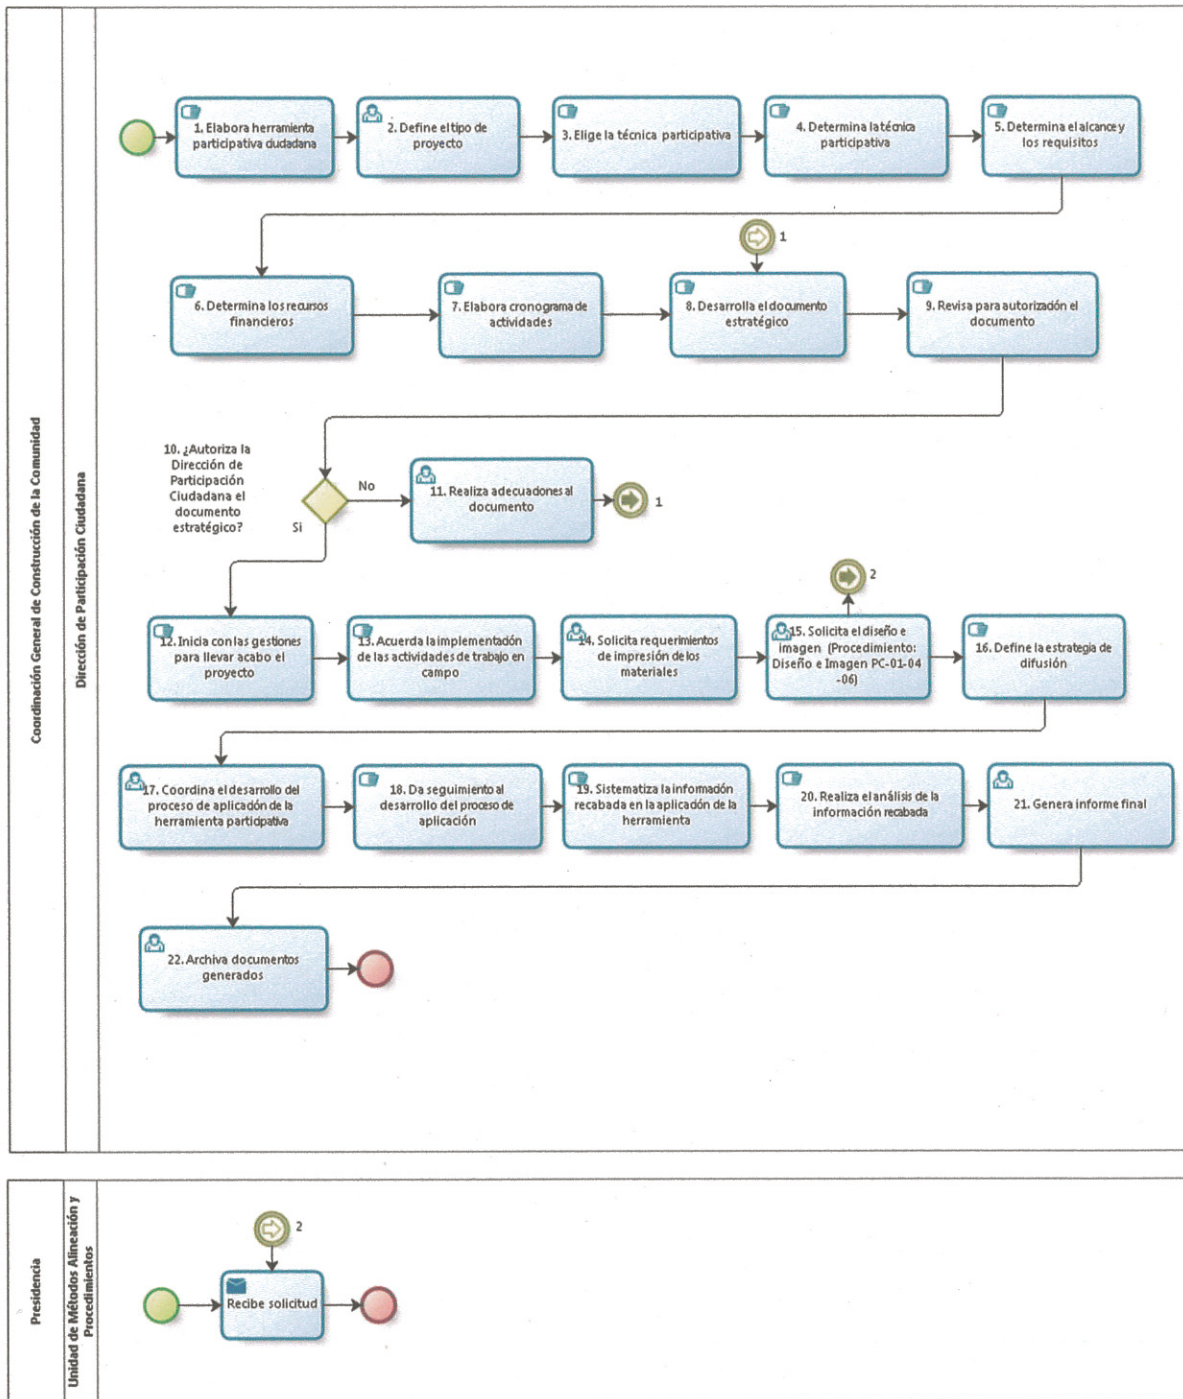 Coordinación General de Construcción de la Comunidad
Dirección de Participación Ciudadana
1. Elabora herramienta
participativa ciudadana
2. Define el tipo de
proyecto
3. Elige la técnica participativa
4. Determina la técnica
participativa
5. Determina el alcance y
los requisitos
6. Determina los recursos
financieros
7. Elabora cronograma de
actividades
1
8. Desarrolla el documento
estratégico
9. Revisa para autorización el
documento
10. ¿Autoriza la
Dirección de
Participación
Ciudadana el
documento
estratégico?
No
Si
11. Realiza adecuaciones al
documento
1
12. Inicia con las gestiones
para llevar acabo el
proyecto
13. Acuerda la implementación
de las actividades de trabajo en
campo
14. Solicita requerimientos
de impresión de los
materiales
2
15. Solicita el diseño e
imagen (Procedimiento:
Diseño e Imagen PC-01-04
-06)
16. Define la estrategia de
difusión
17. Coordina el desarrollo del
proceso de aplicación de la
herramienta participativa
18. Da seguimiento al
desarrollo del proceso de
aplicación
19. Sistematiza la información
recabada en la aplicación de la
herramienta
20. Realiza el análisis de la
información recabada
21. Genera informe final
22. Archiva documentos
generados
Presidencia
Unidad de Métodos Alineación y
Procedimientos
2
Recibe solicitud